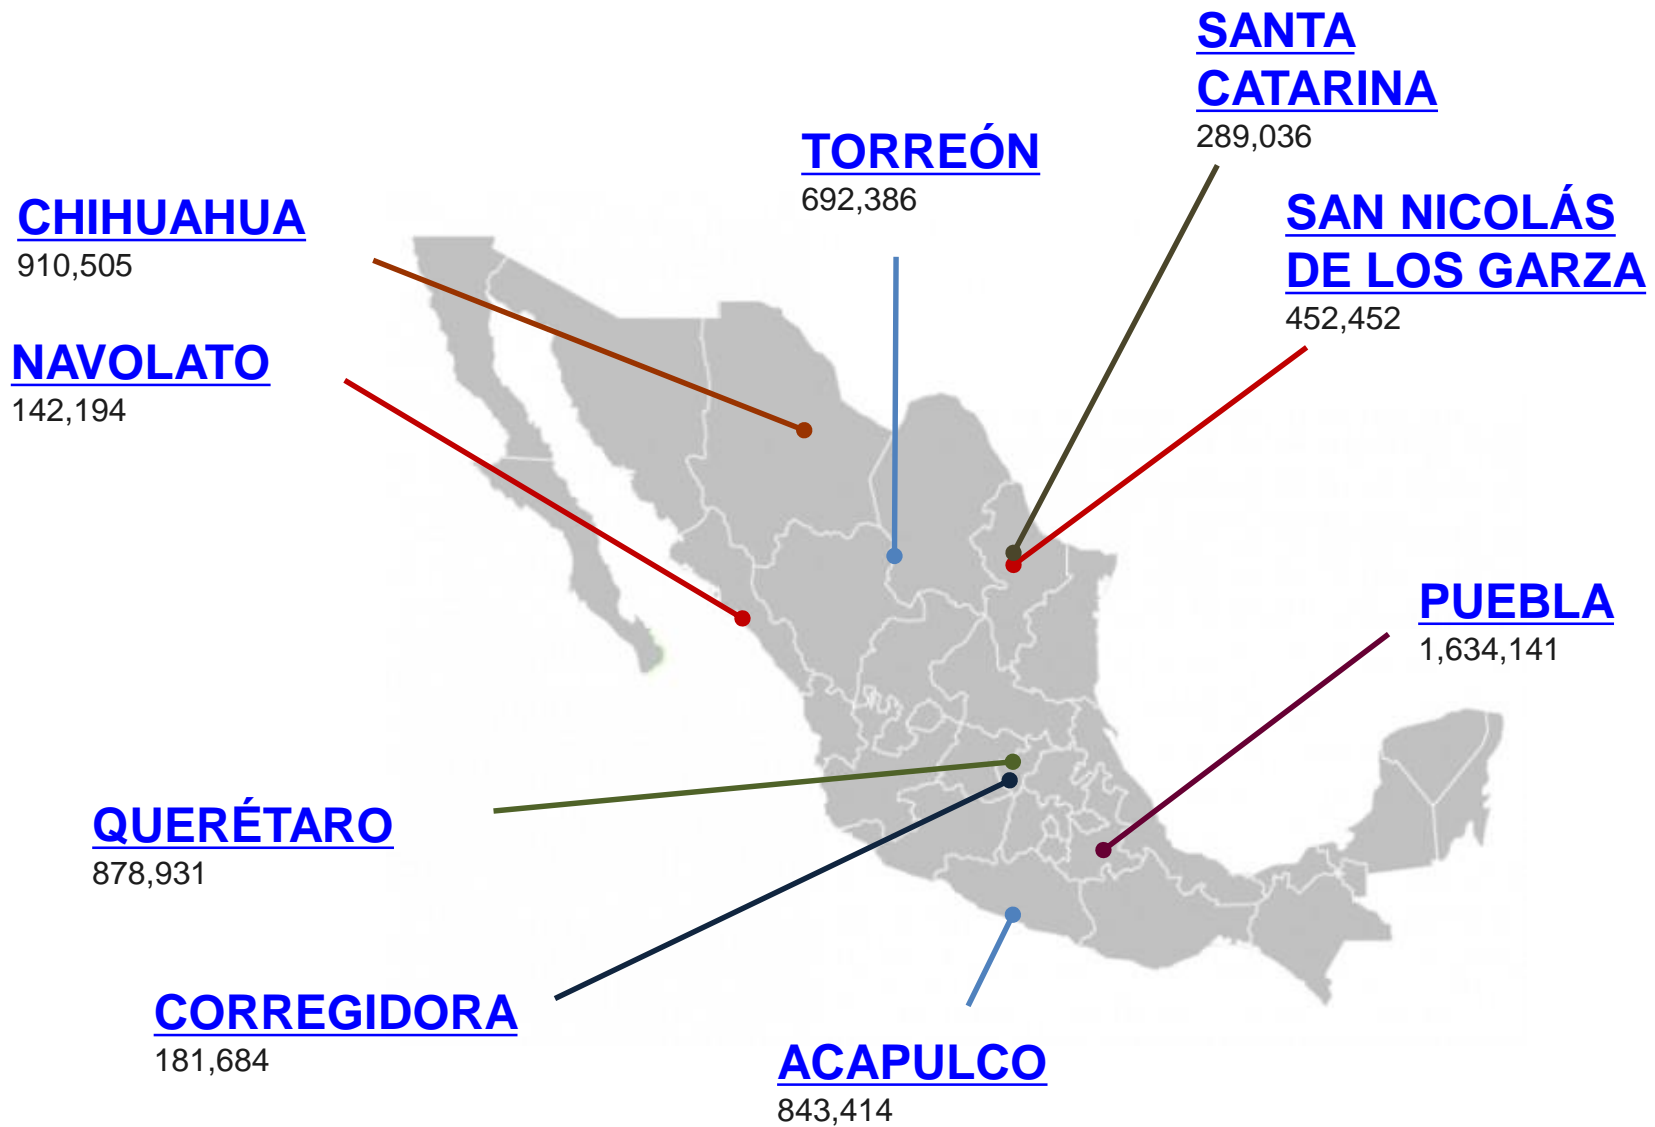 SANTA
CATARINA
289,036
TORREÓN
692,386
CHIHUAHUA
910,505
SAN NICOLÁS
DE LOS GARZA
452,452
NAVOLATO
142,194
PUEBLA
1,634,141
QUERÉTARO
878,931
CORREGIDORA
181,684
ACAPULCO
843,414